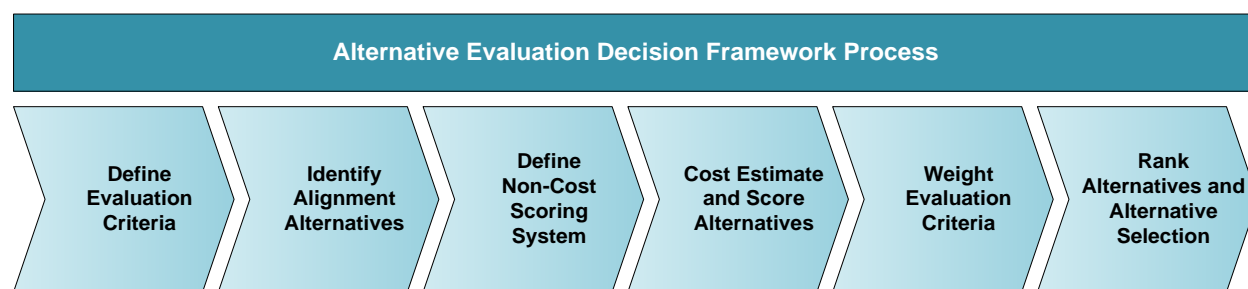 Alternative Evaluation Decision Framework Process
Define
Evaluation
Criteria
Identify
Alignment
Alternatives
Define
Non-Cost
Scoring
System
Cost Estimate
and Score
Alternatives
Weight
Evaluation
Criteria
Rank
Alternatives and
Alternative
Selection